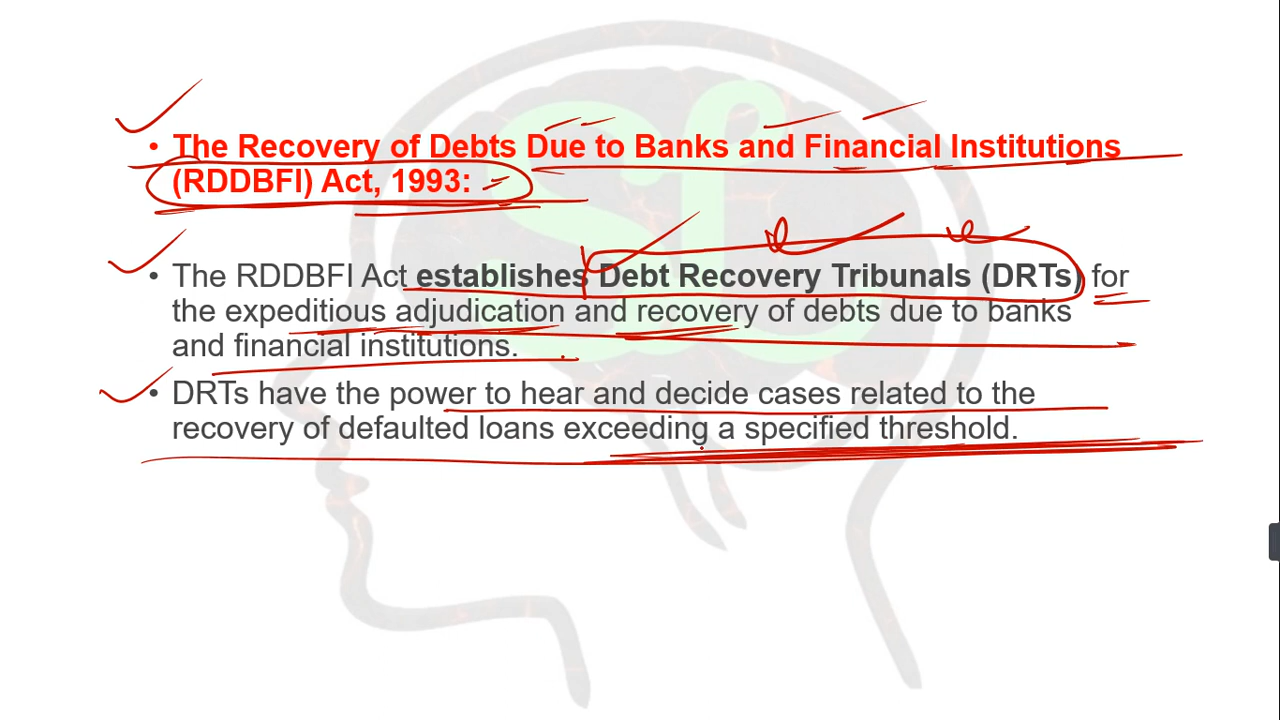 • The Recovery of Debts Due to Banks and Financial Institutions
(RDDBFI) Act, 1993:
• The RDDBFI Act establishes Debt Recovery Tribunals (DRTs) for
the expeditious adjudication and recovery of debts due to banks
and financial institutions.
• DRTs have the power to hear and decide cases related to the
recovery of defaulted loans exceeding a specified threshold.